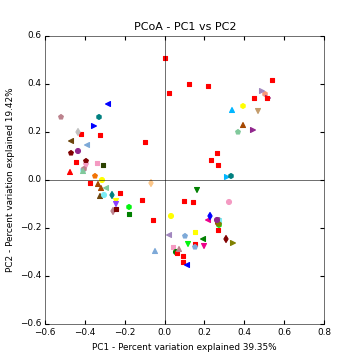 PCoA - PC1 vs PC2
0.6
0.4
0.2
0.0
−0.2
−0.4
−0.6
−0.6 −0.4 −0.2 0.0 0.2 0.4 0.6 0.8
PC2 - Percent variation explained 19.42%
PC1 - Percent variation explained 39.35%